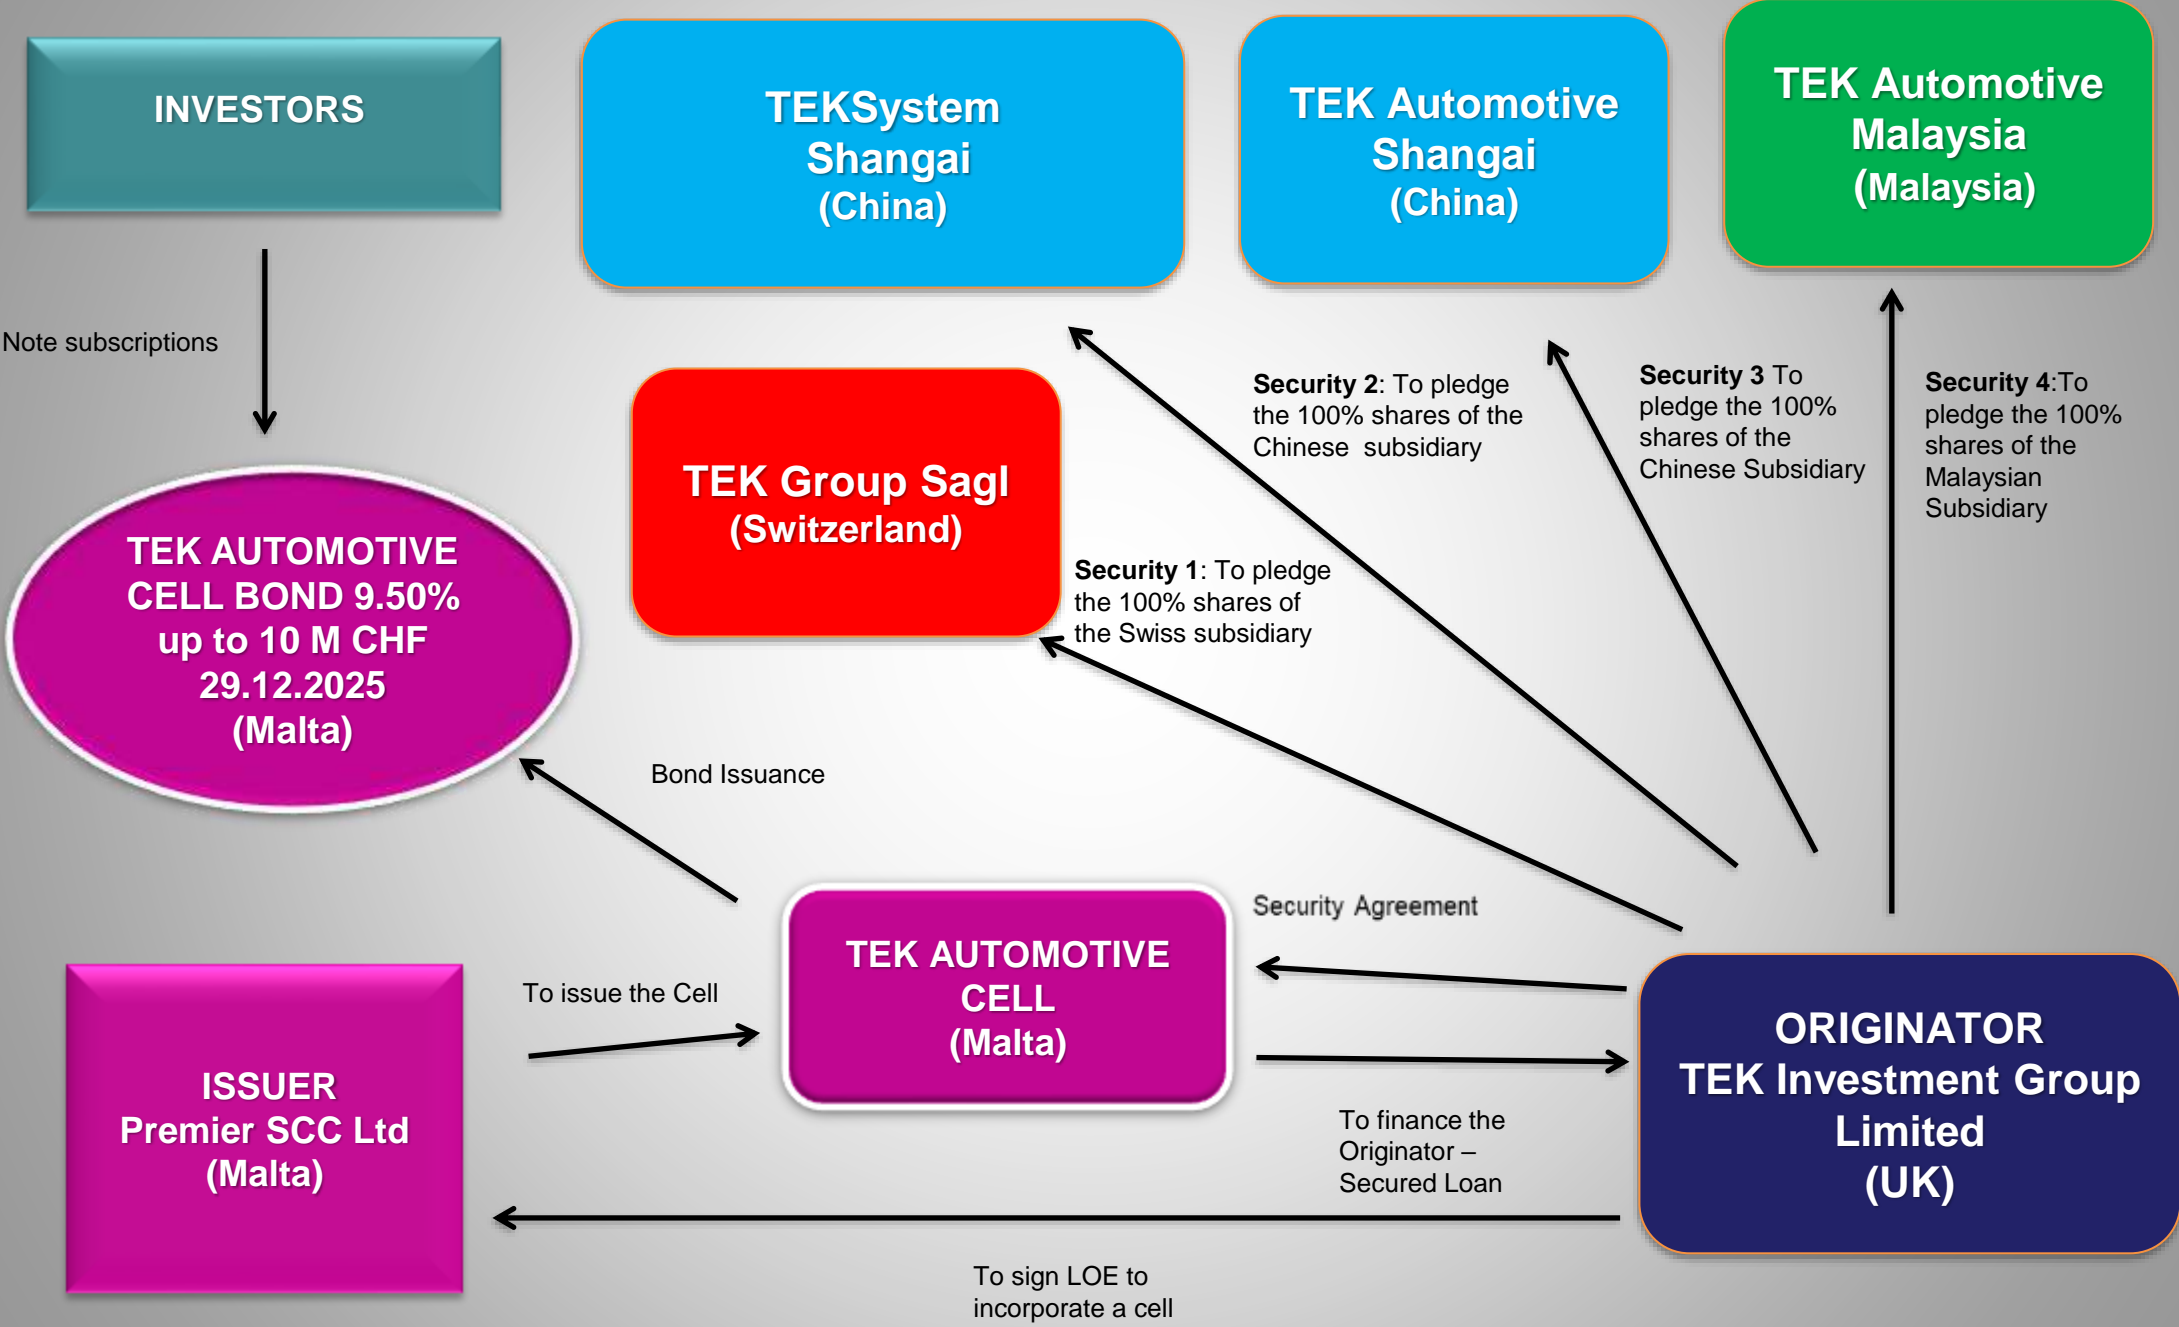 INVESTORS
TEKSystem
Shangai
(China)
TEK Automotive
Shangai
(China)
TEK Automotive
Malaysia
(Malaysia)
Note subscriptions
Security 2: To pledge
the 100% shares of the
Chinese subsidiary
Security 3 To
pledge the 100%
shares of the
Chinese Subsidiary
Security 4:To
pledge the 100%
shares of the
Malaysian
Subsidiary
TEK Group Sagl
(Switzerland)
Security 1: To pledge
the 100% shares of
the Swiss subsidiary
TEK AUTOMOTIVE
CELL BOND 9.50%
up to 10 M CHF
29.12.2025
(Malta)
Bond Issuance
Security Agreement
TEK AUTOMOTIVE
CELL
(Malta)
To issue the Cell
ISSUER
Premier SCC Ltd
(Malta)
ORIGINATOR
TEK Investment Group
Limited
(UK)
To finance the
Originator –
Secured Loan
To sign LOE to
incorporate a cell